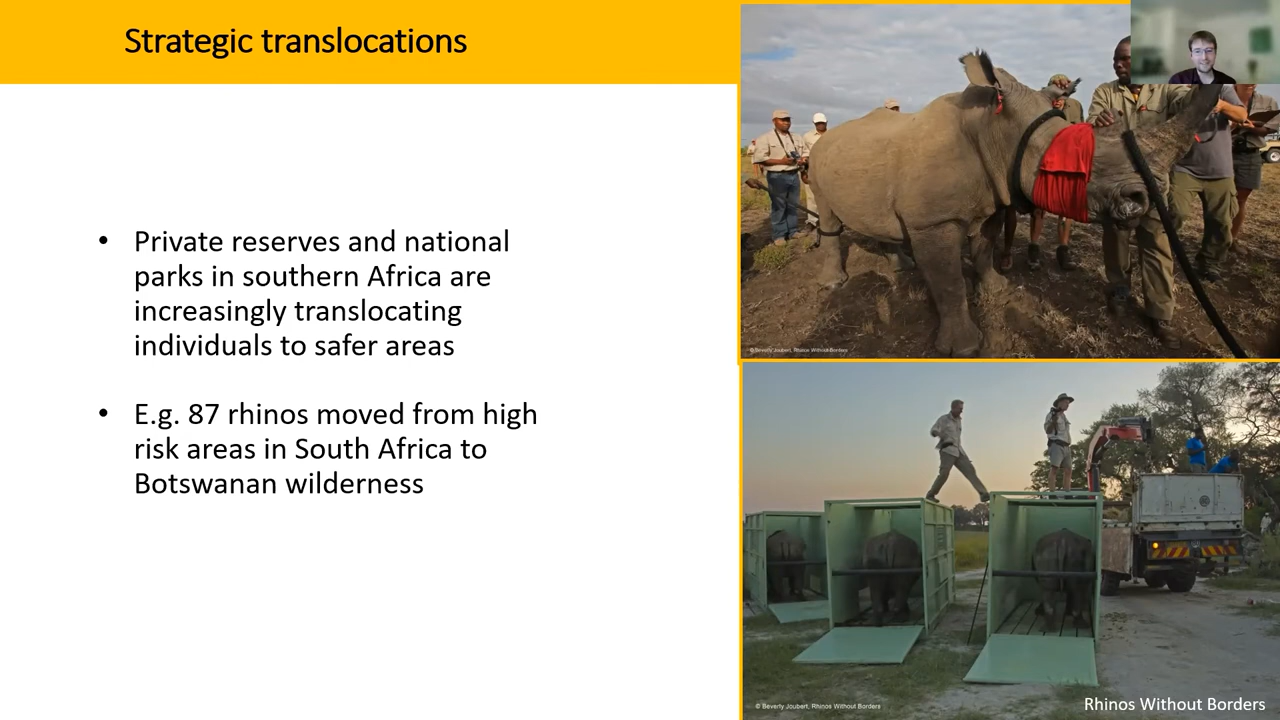 Strategic translocations
• Private reserves and national
parks in southern Africa are
increasingly translocating
individuals to safer areas
• E.g. 87 rhinos moved from high
risk areas in South Africa to
Botswanan wilderness
© Beverly Joubert, Rhinos Without Borders
© Beverly Joubert, Rhinos Without Borders
Rhinos Without Borders